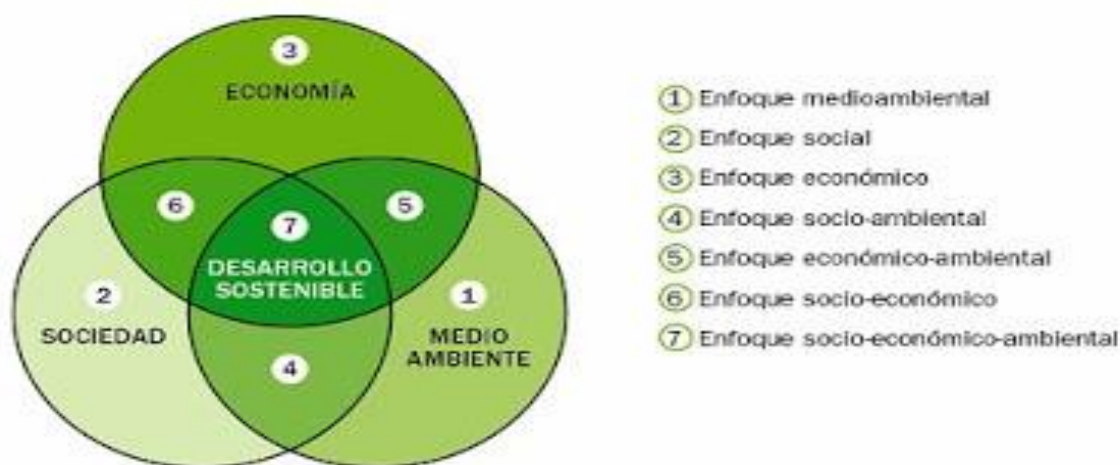 3
ECONOMÍA
6
7
5
DESARROLLO
SOSTENIBLE
2
SOCIEDAD
1
MEDIO
AMBIENTE
4
1 Enfoque medioambiental
2 Enfoque social
3 Enfoque económico
4 Enfoque socio-ambiental
5 Enfoque económico-ambiental
6 Enfoque socio-económico
7 Enfoque socio-económico-ambiental